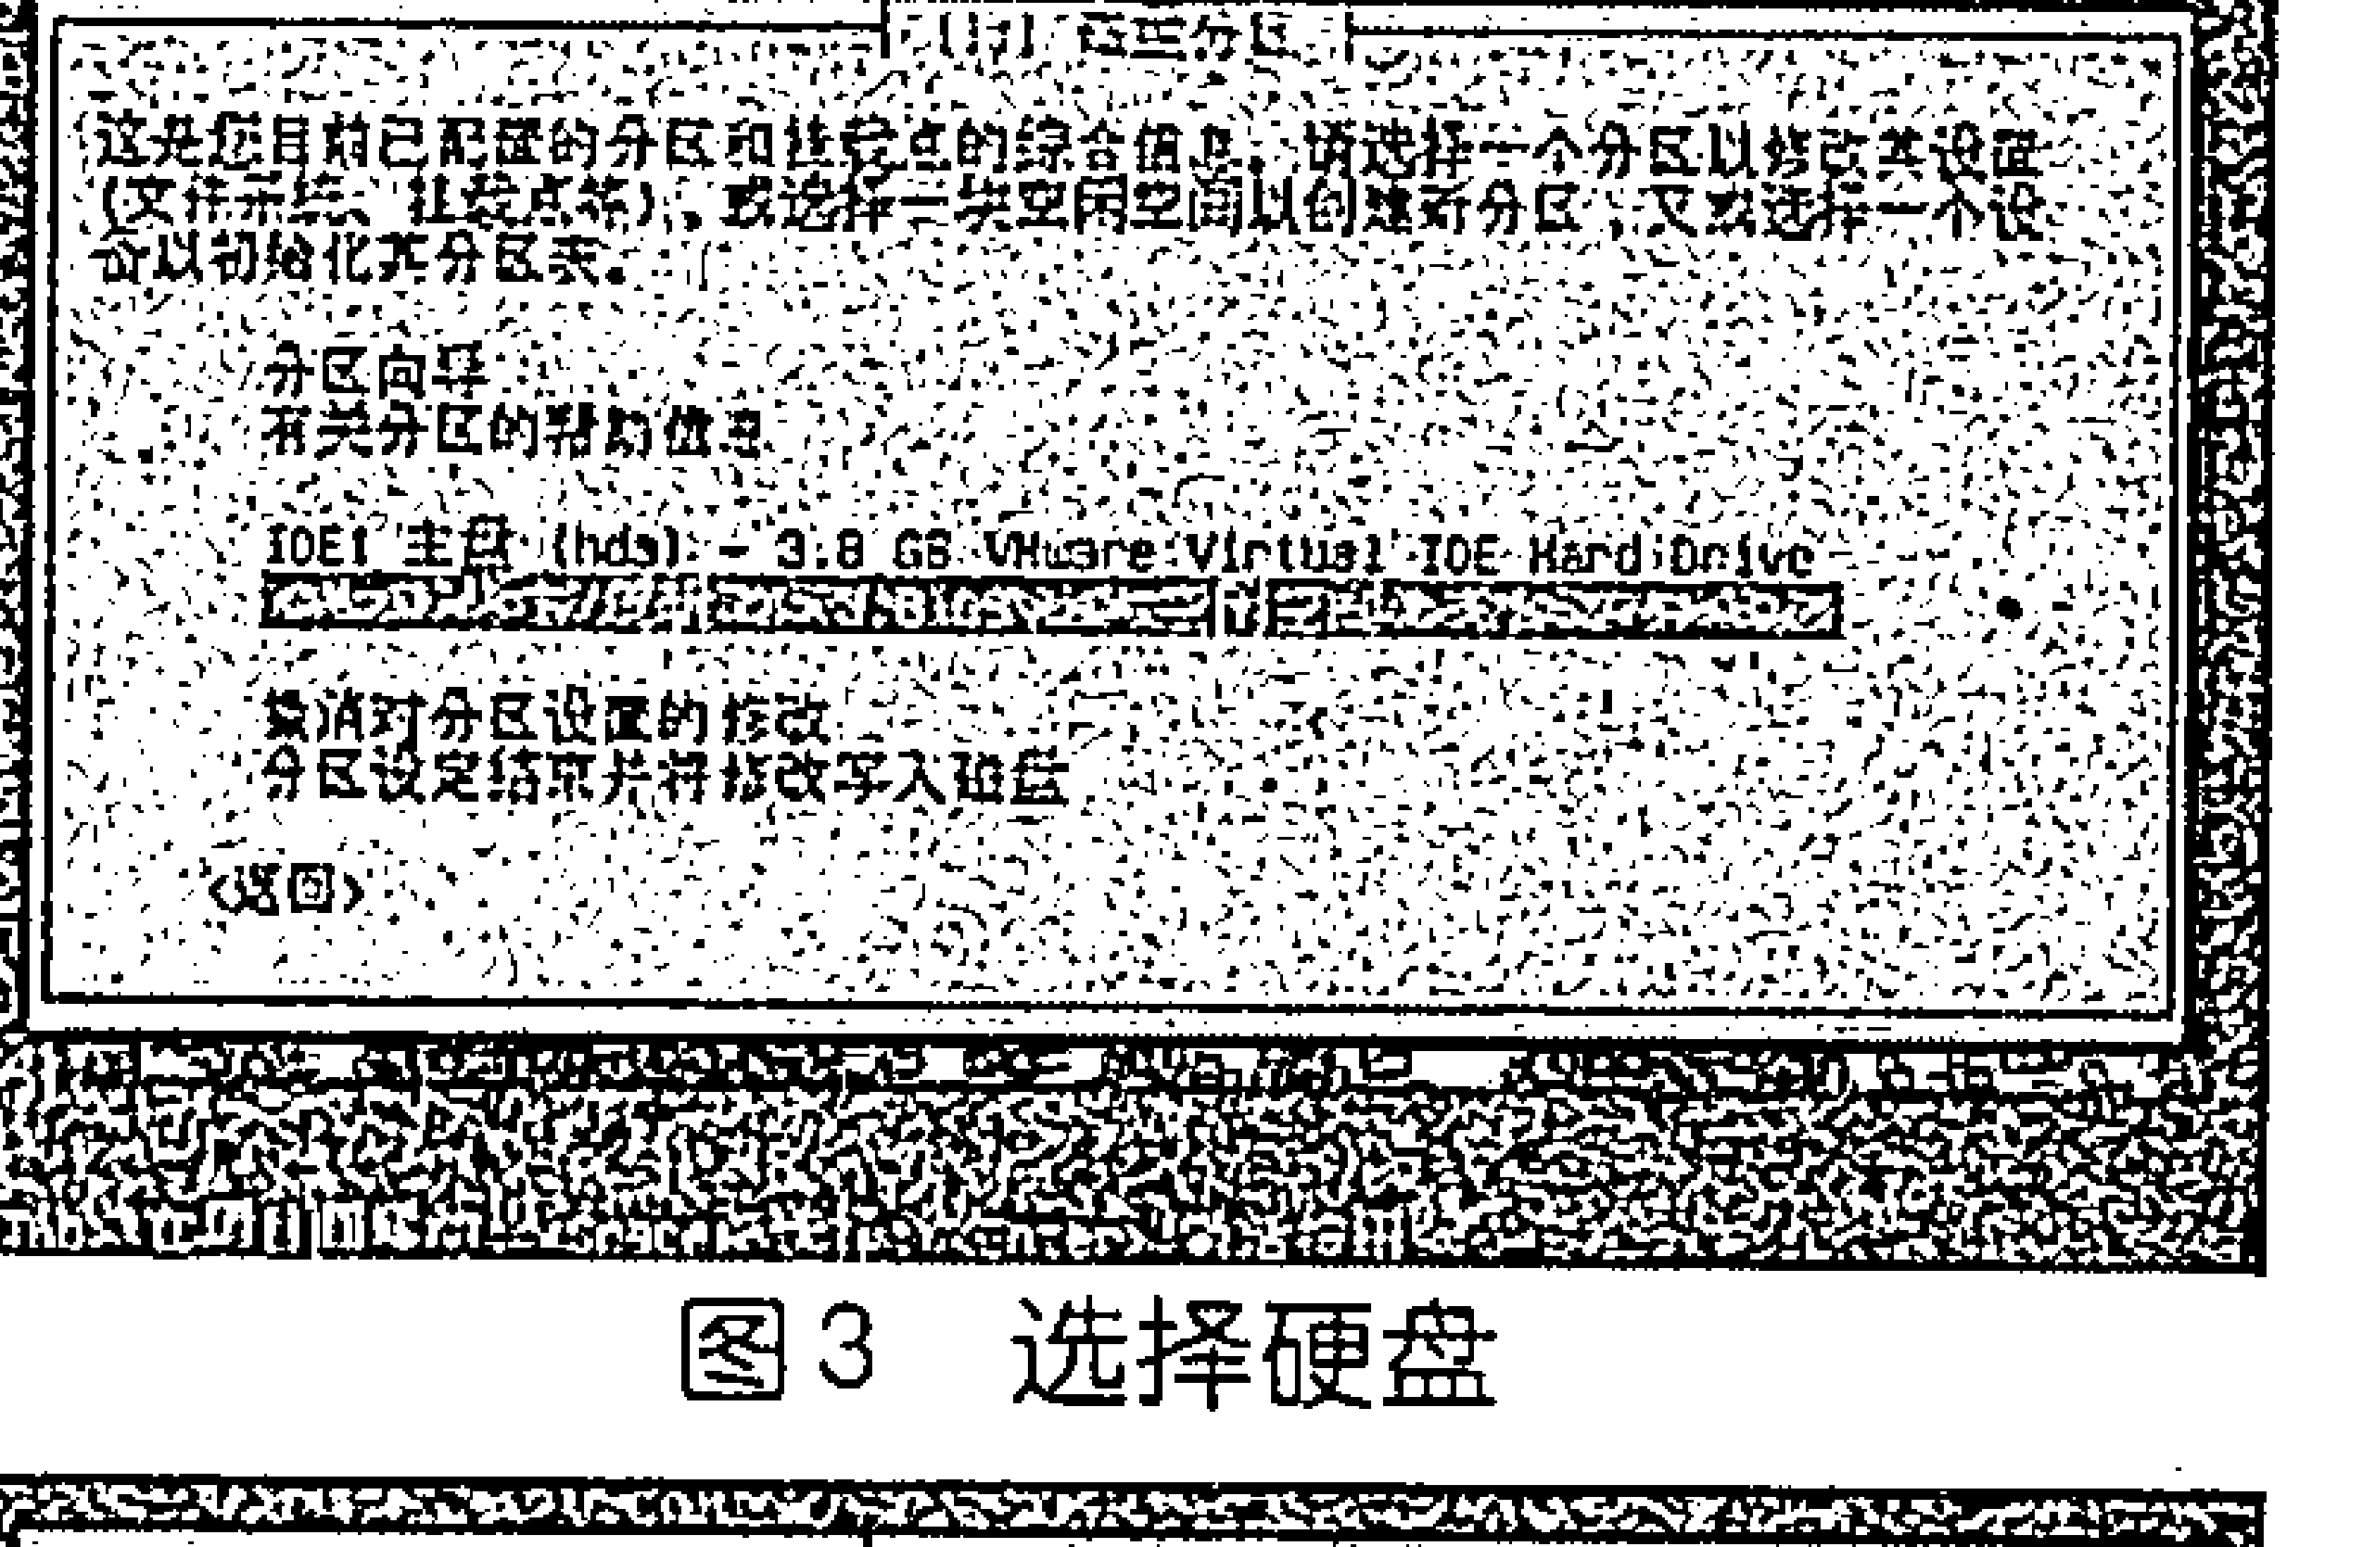 [!!] 磁盘分区
这是您目前已配置的分区和挂载点的综合信息。请选择一个分区以修改其设置
(文件系统、挂载点等)，或选择一块空闲空间以创建新分区，又或选择一个设
备以初始化其分区表。
分区向导
有关分区的帮助信息
IDE1 主盘 (hda) - 3.8 GB VMware Virtual IDE Hard Drive
取消对分区设置的修改
分区设定结束并将修改写入磁盘
<返回>
图3 选择硬盘